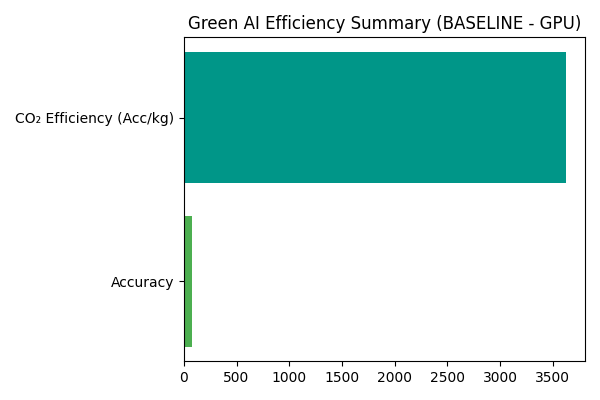 Green AI Efficiency Summary (BASELINE - GPU)
CO₂ Efficiency (Acc/kg)
Accuracy
0 500 1000 1500 2000 2500 3000 3500